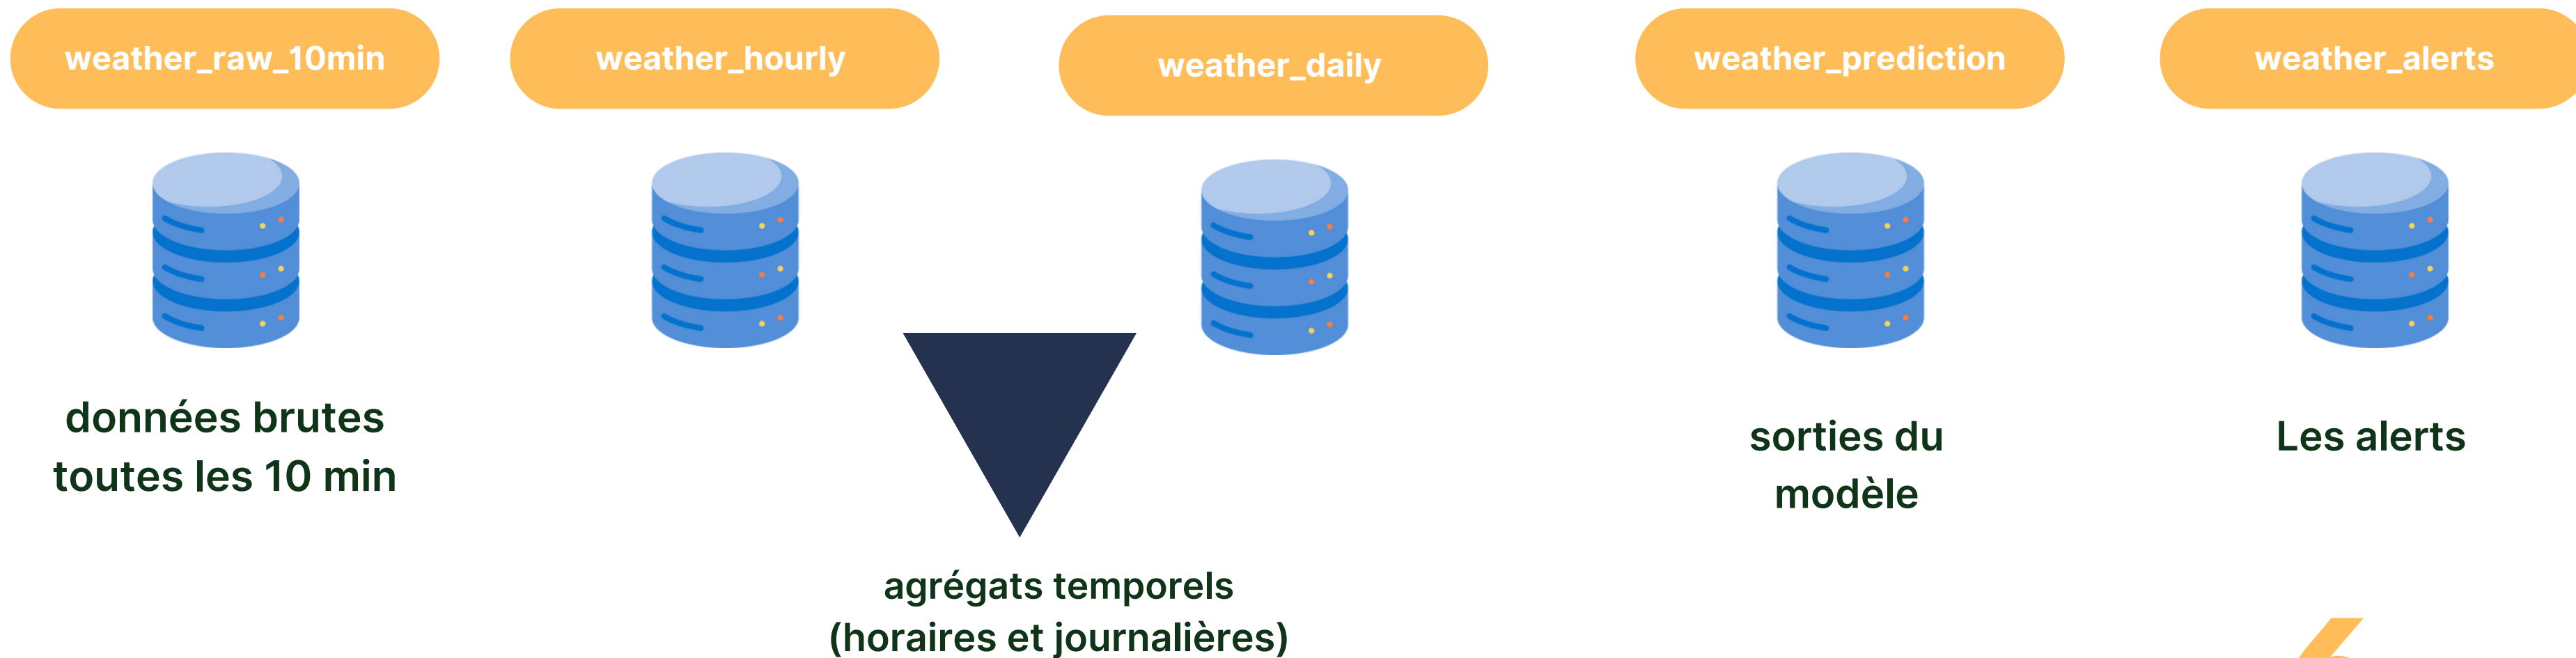 weather_raw_10min
weather_hourly
weather_daily
weather_prediction
weather_alerts
données brutes
toutes les 10 min
agrégats temporels
(horaires et journalières)
sorties du
modèle
Les alerts